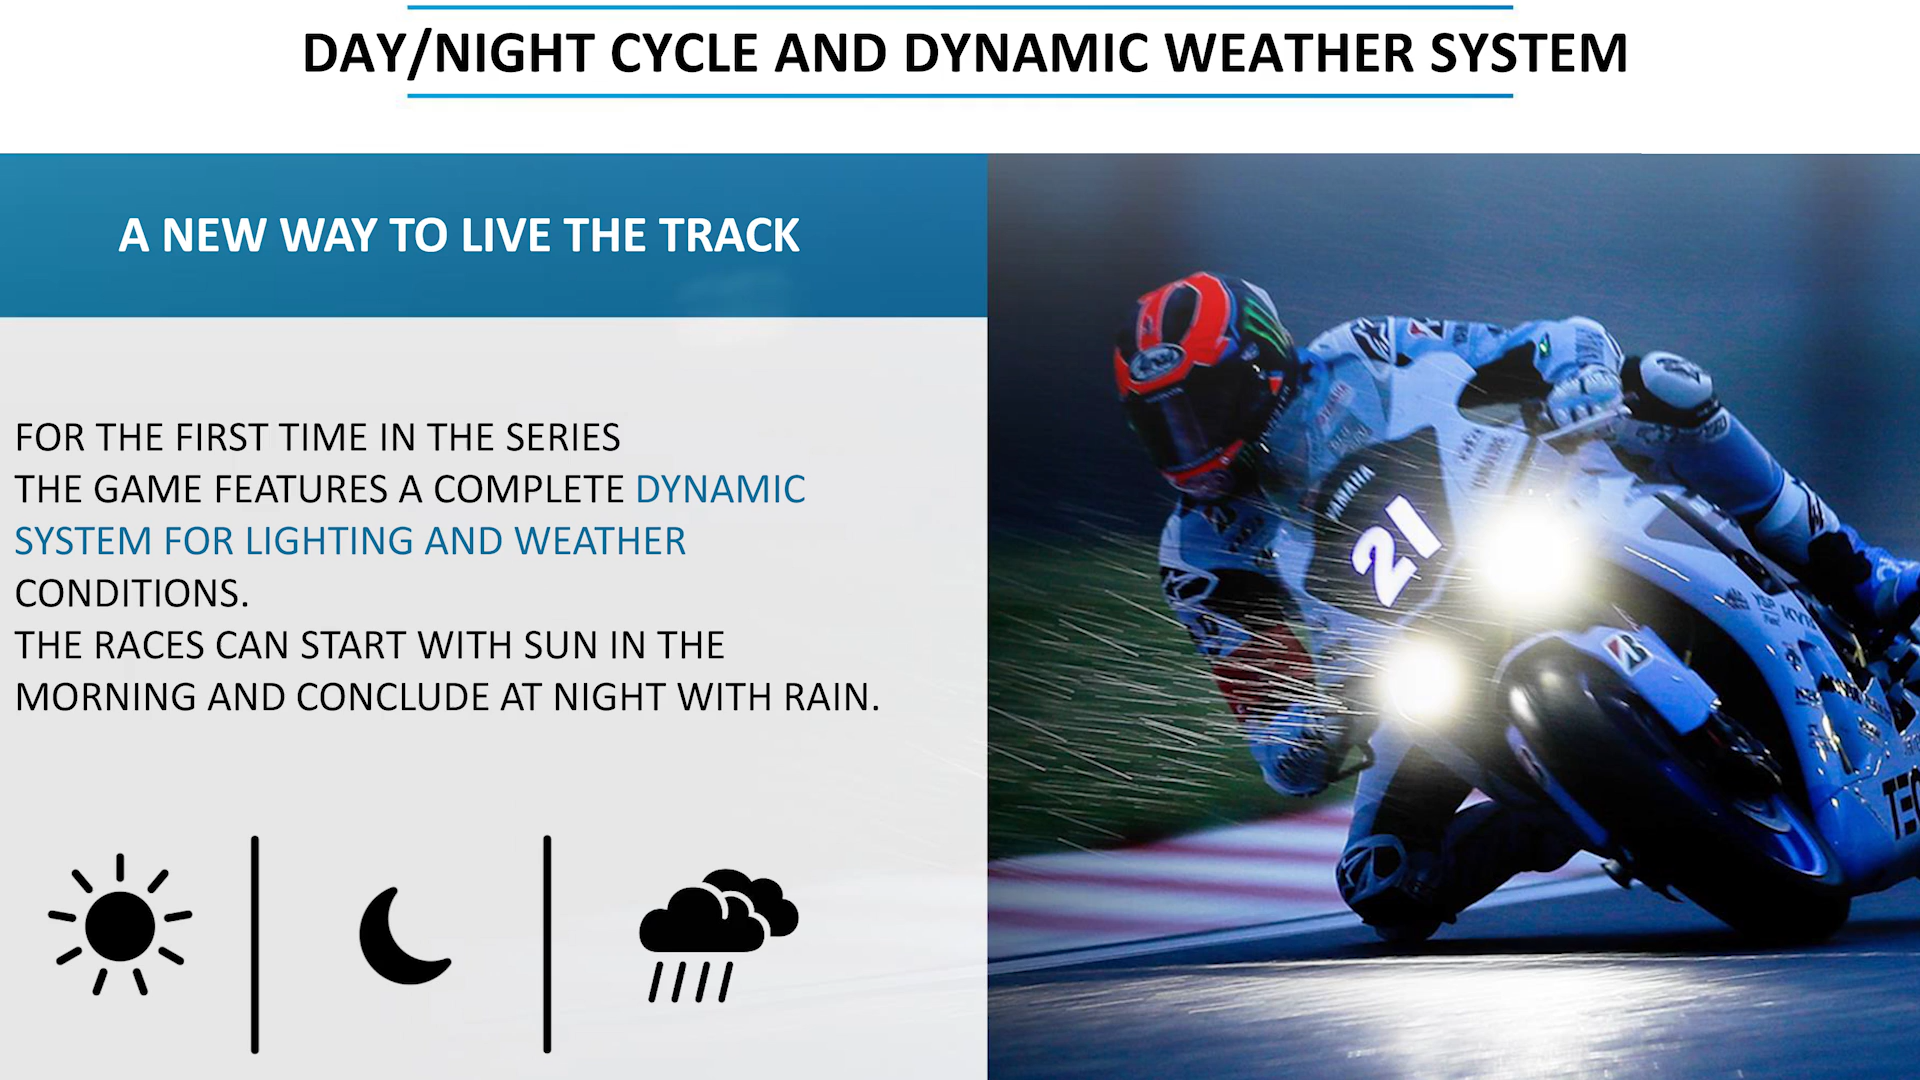 DAY/NIGHT CYCLE AND DYNAMIC WEATHER SYSTEM
A NEW WAY TO LIVE THE TRACK
FOR THE FIRST TIME IN THE SERIES
THE GAME FEATURES A COMPLETE DYNAMIC
SYSTEM FOR LIGHTING AND WEATHER
CONDITIONS.
THE RACES CAN START WITH SUN IN THE
MORNING AND CONCLUDE AT NIGHT WITH RAIN.
Arai
YAMAHA
21
B